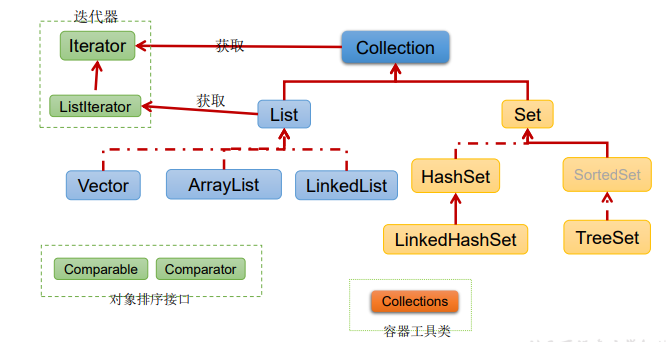 迭代器
Iterator
获取
Collection
ListIterator
获取
List
Set
Vector
ArrayList
LinkedList
HashSet
SortedSet
LinkedHashSet
TreeSet
Comparable
Comparator
对象排序接口
Collections
容器工具类